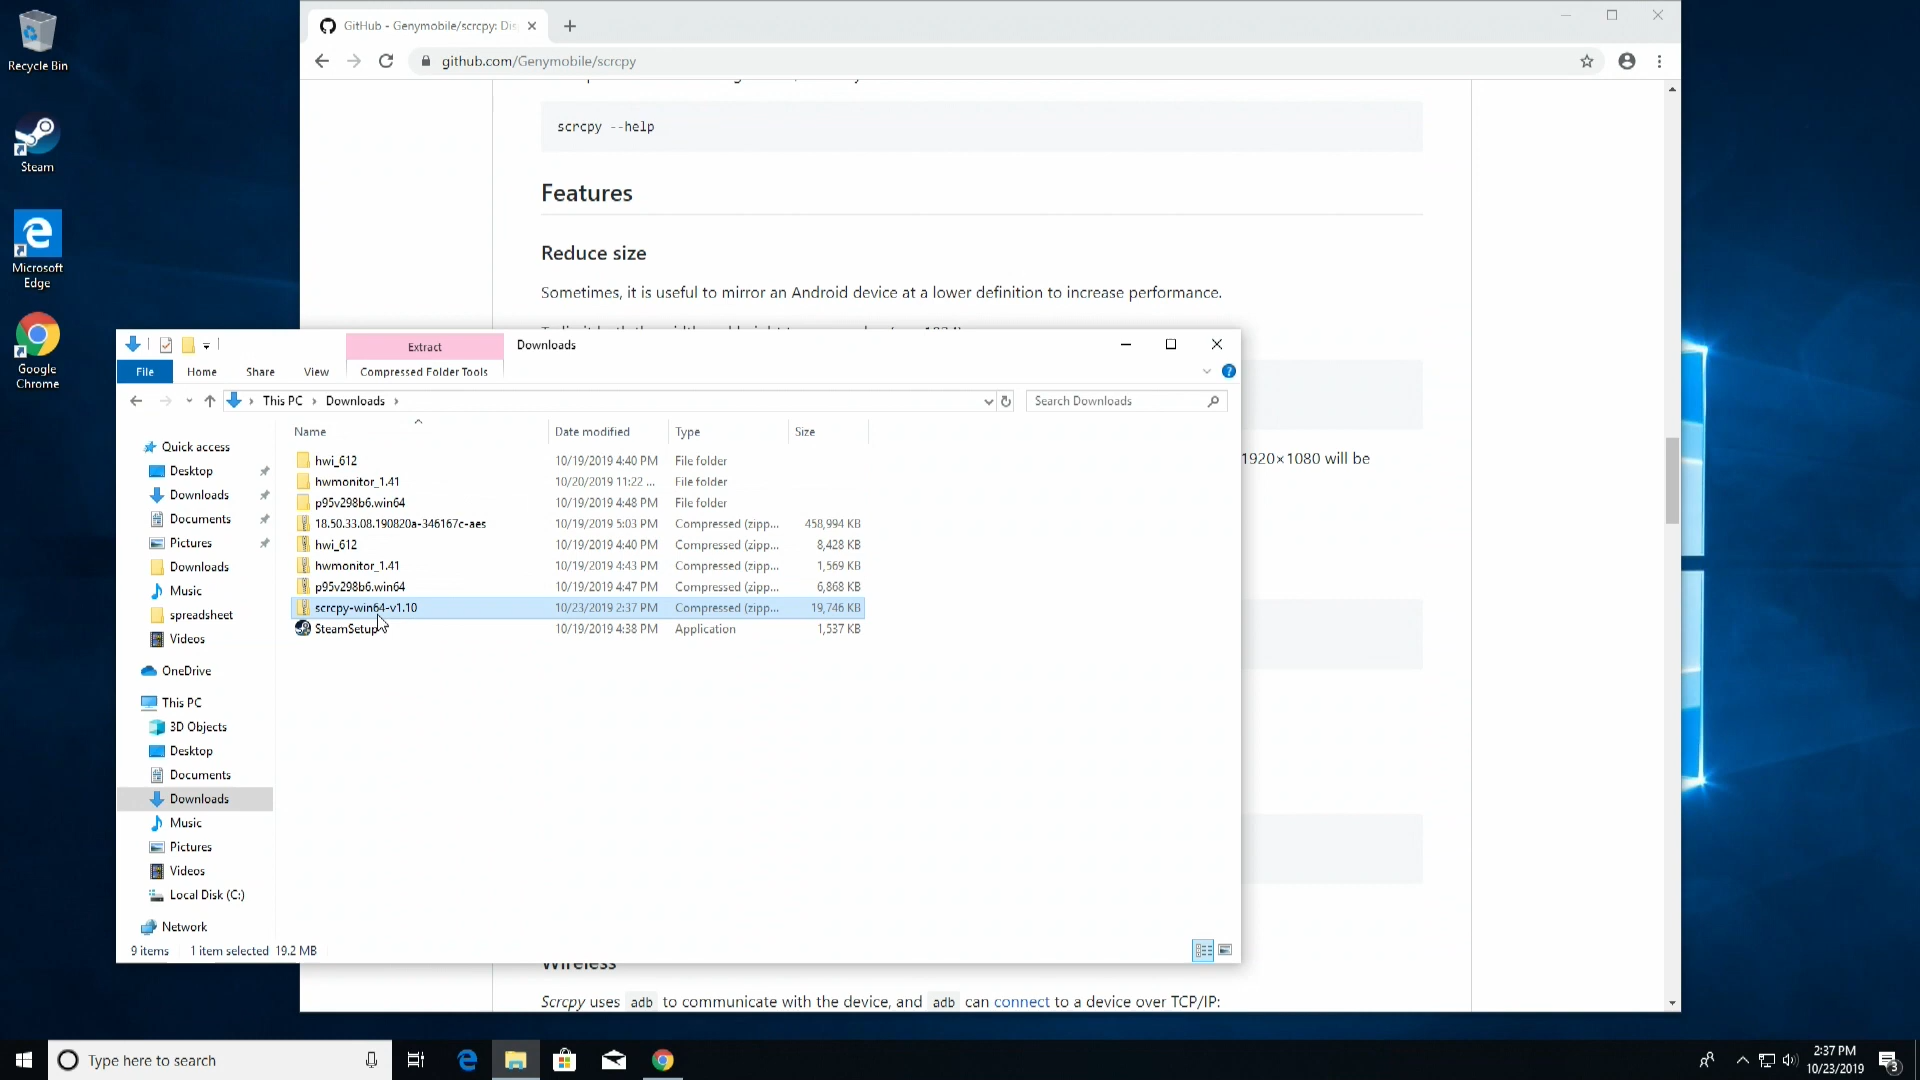 Recycle Bin
Steam
Microsoft
Edge
Google
Chrome
GitHub - Genymobile/scrcpy: Dis
github.com/Genymobile/scrcpy
scrcpy --help
Features
Reduce size
Sometimes, it is useful to mirror an Android device at a lower definition to increase performance.
1920×1080 will be
Wireless
Scrcpy uses adb to communicate with the device, and adb can connect to a device over TCP/IP:
Extract
Downloads
File
Home
Share
View
Compressed Folder Tools
This PC
Downloads
Search Downloads
Name
Date modified
Type
Size
Quick access
Desktop
Downloads
Documents
Pictures
Downloads
Music
spreadsheet
Videos
OneDrive
This PC
3D Objects
Desktop
Documents
Downloads
Music
Pictures
Videos
Local Disk (C:)
Network
hwi_612 10/19/2019 4:40 PM File folder
hwmonitor_1.41 10/20/2019 11:22 ... File folder
p95v298b6.win64 10/19/2019 4:48 PM File folder
18.50.33.08.190820a-346167c-aes 10/19/2019 5:03 PM Compressed (zipp... 458,994 KB
hwi_612 10/19/2019 4:40 PM Compressed (zipp... 8,428 KB
hwmonitor_1.41 10/19/2019 4:43 PM Compressed (zipp... 1,569 KB
p95v298b6.win64 10/19/2019 4:47 PM Compressed (zipp... 6,868 KB
scrcpy-win64-v1.10 10/23/2019 2:37 PM Compressed (zipp... 19,746 KB
SteamSetup 10/19/2019 4:38 PM Application 1,537 KB
9 items 1 item selected 19.2 MB
Type here to search
2:37 PM
10/23/2019
3